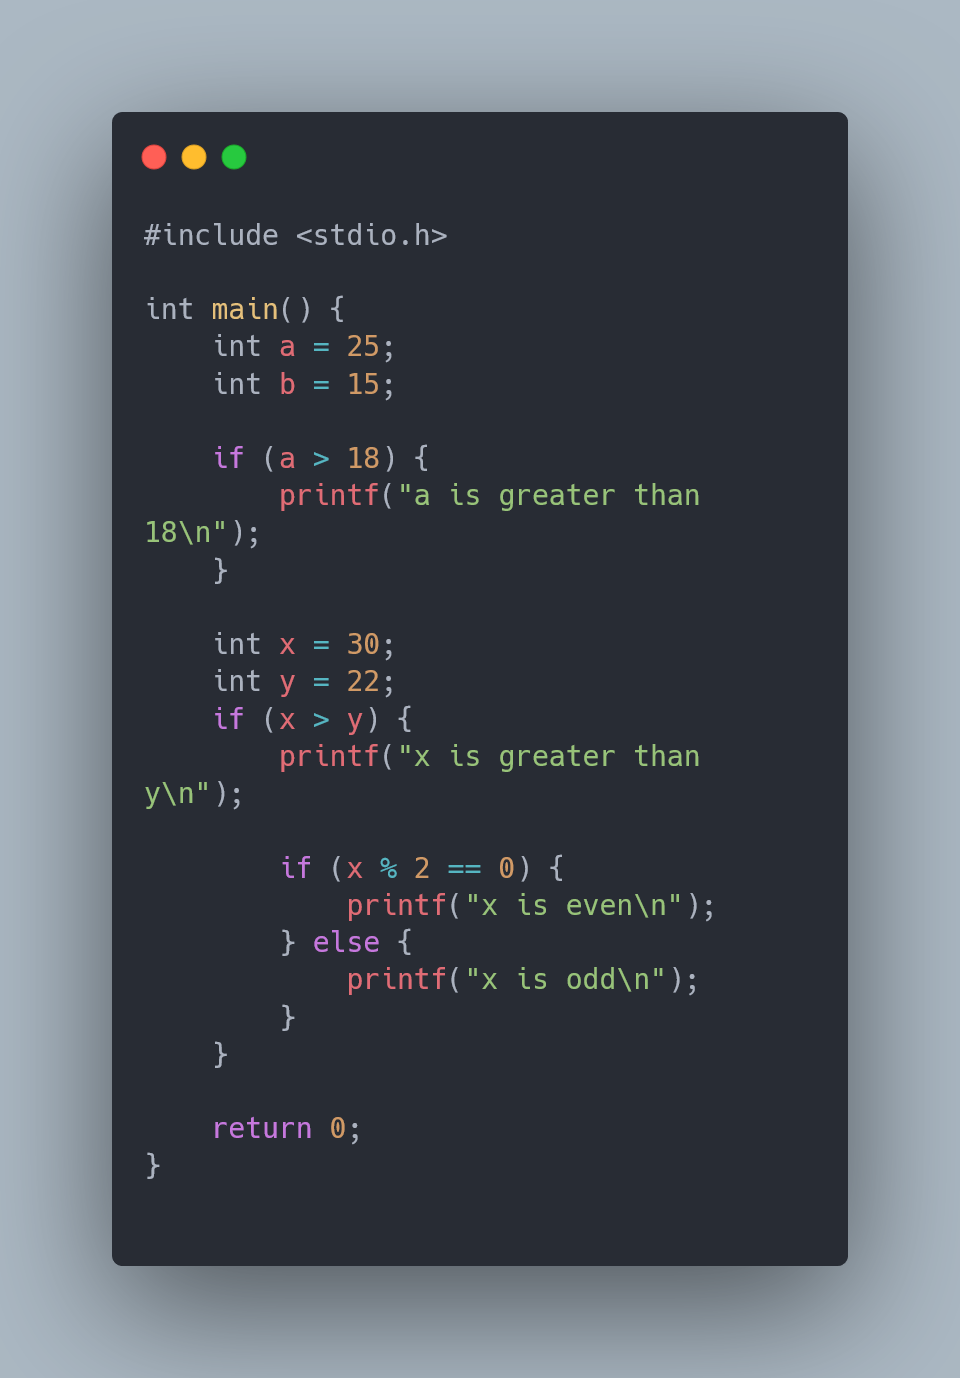 #include <stdio.h>

int main() {
    int a = 25;
    int b = 15;

    if (a > 18) {
        printf("a is greater than
18\n");
    }

    int x = 30;
    int y = 22;
    if (x > y) {
        printf("x is greater than
y\n");

        if (x % 2 == 0) {
            printf("x is even\n");
        } else {
            printf("x is odd\n");
        }
    }

    return 0;
}